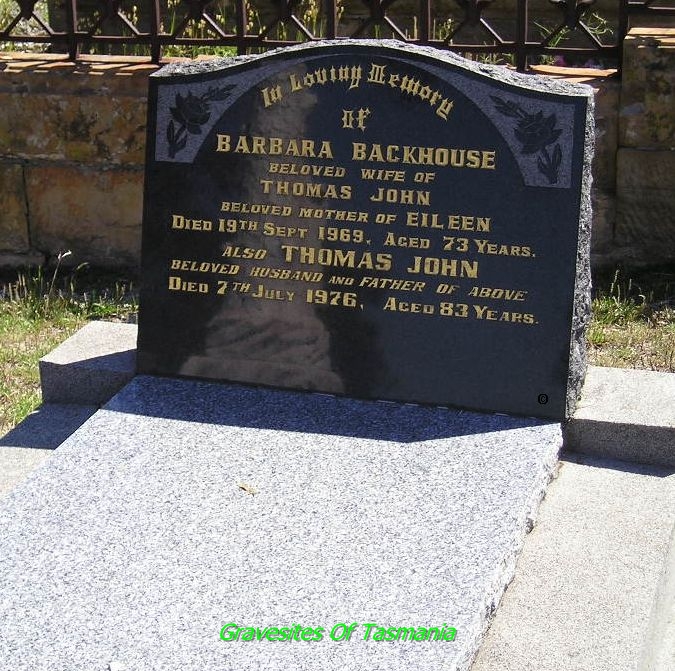 In Loving Memory
Of
BARBARA BACKHOUSE
BELOVED WIFE OF
THOMAS JOHN
BELOVED MOTHER OF EILEEN
DIED 19TH SEPT 1969, AGED 73 YEARS.
ALSO THOMAS JOHN
BELOVED HUSBAND AND FATHER OF ABOVE
DIED 7TH JULY 1976, AGED 83 YEARS.
©
Gravesites Of Tasmania